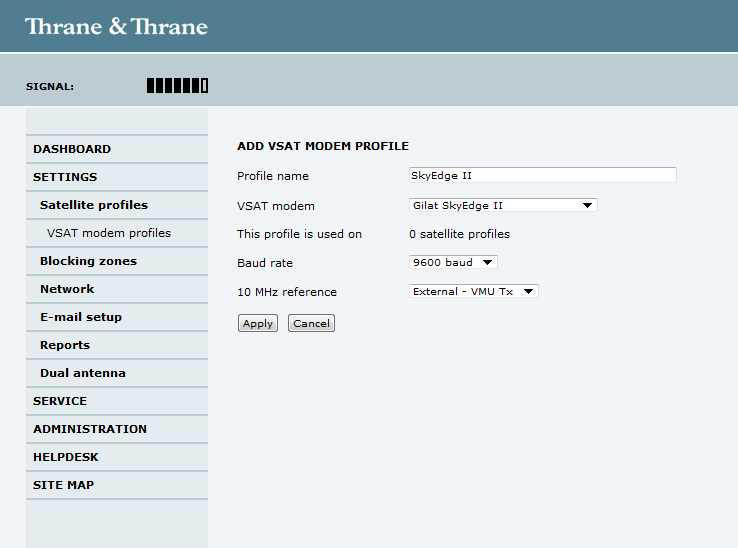 Thrane & Thrane
SIGNAL:
DASHBOARD
SETTINGS
Satellite profiles
VSAT modem profiles
Blocking zones
Network
E-mail setup
Reports
Dual antenna
SERVICE
ADMINISTRATION
HELPDESK
SITE MAP
ADD VSAT MODEM PROFILE
Profile name SkyEdge II
VSAT modem Gilat SkyEdge II
This profile is used on 0 satellite profiles
Baud rate 9600 baud
10 MHz reference External - VMU Tx
Apply Cancel